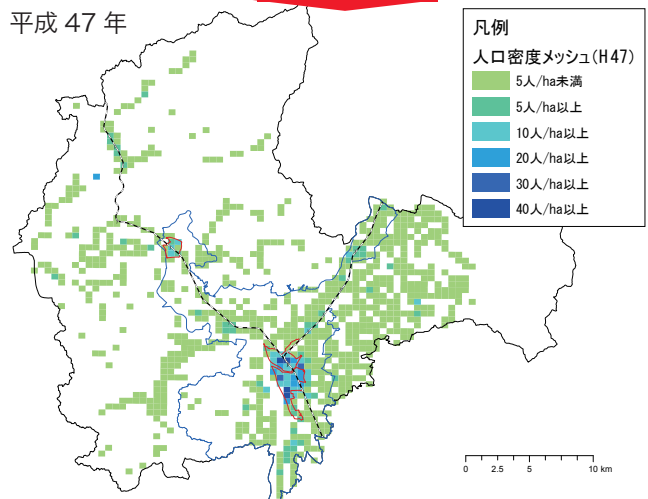 平成 47 年
凡例
人口密度メッシュ(H47)
5人/ha未満
5人/ha以上
10人/ha以上
20人/ha以上
30人/ha以上
40人/ha以上
0 2.5 5 10 km